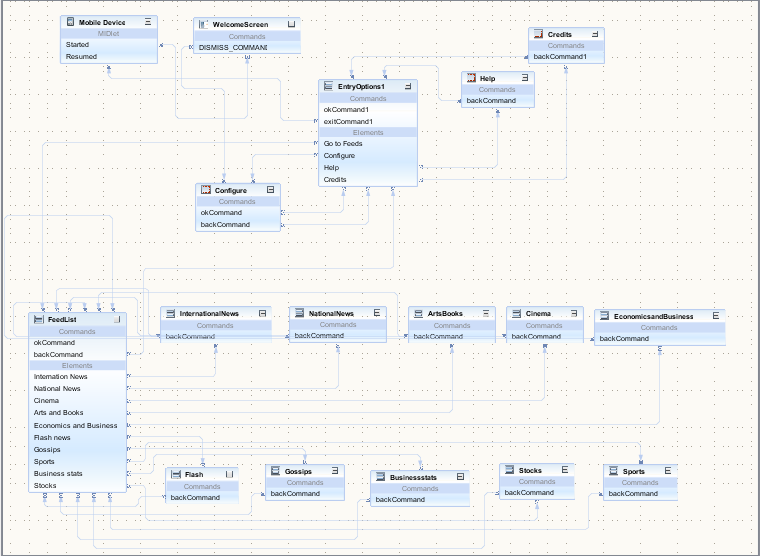 Mobile Device
MIDlet
Started
Resumed
WelcomeScreen
Commands
DISMISS_COMMAND
Credits
Commands
backCommand1
Help
Commands
backCommand
EntryOptions1
Commands
okCommand1
exitCommand1
Elements
Go to Feeds
Configure
Help
Credits
Configure
Commands
okCommand
backCommand
FeedList
Commands
okCommand
backCommand
Elements
Internation News
National News
Cinema
Arts and Books
Economics and Business
Flash news
Gossips
Sports
Business stats
Stocks
InternationalNews
Commands
backCommand
NationalNews
Commands
backCommand
ArtsBooks
Commands
backCommand
Cinema
Commands
backCommand
EconomicsandBusiness
Commands
backCommand
Flash
Commands
backCommand
Gossips
Commands
backCommand
Businessstats
Commands
backCommand
Stocks
Commands
backCommand
Sports
Commands
backCommand